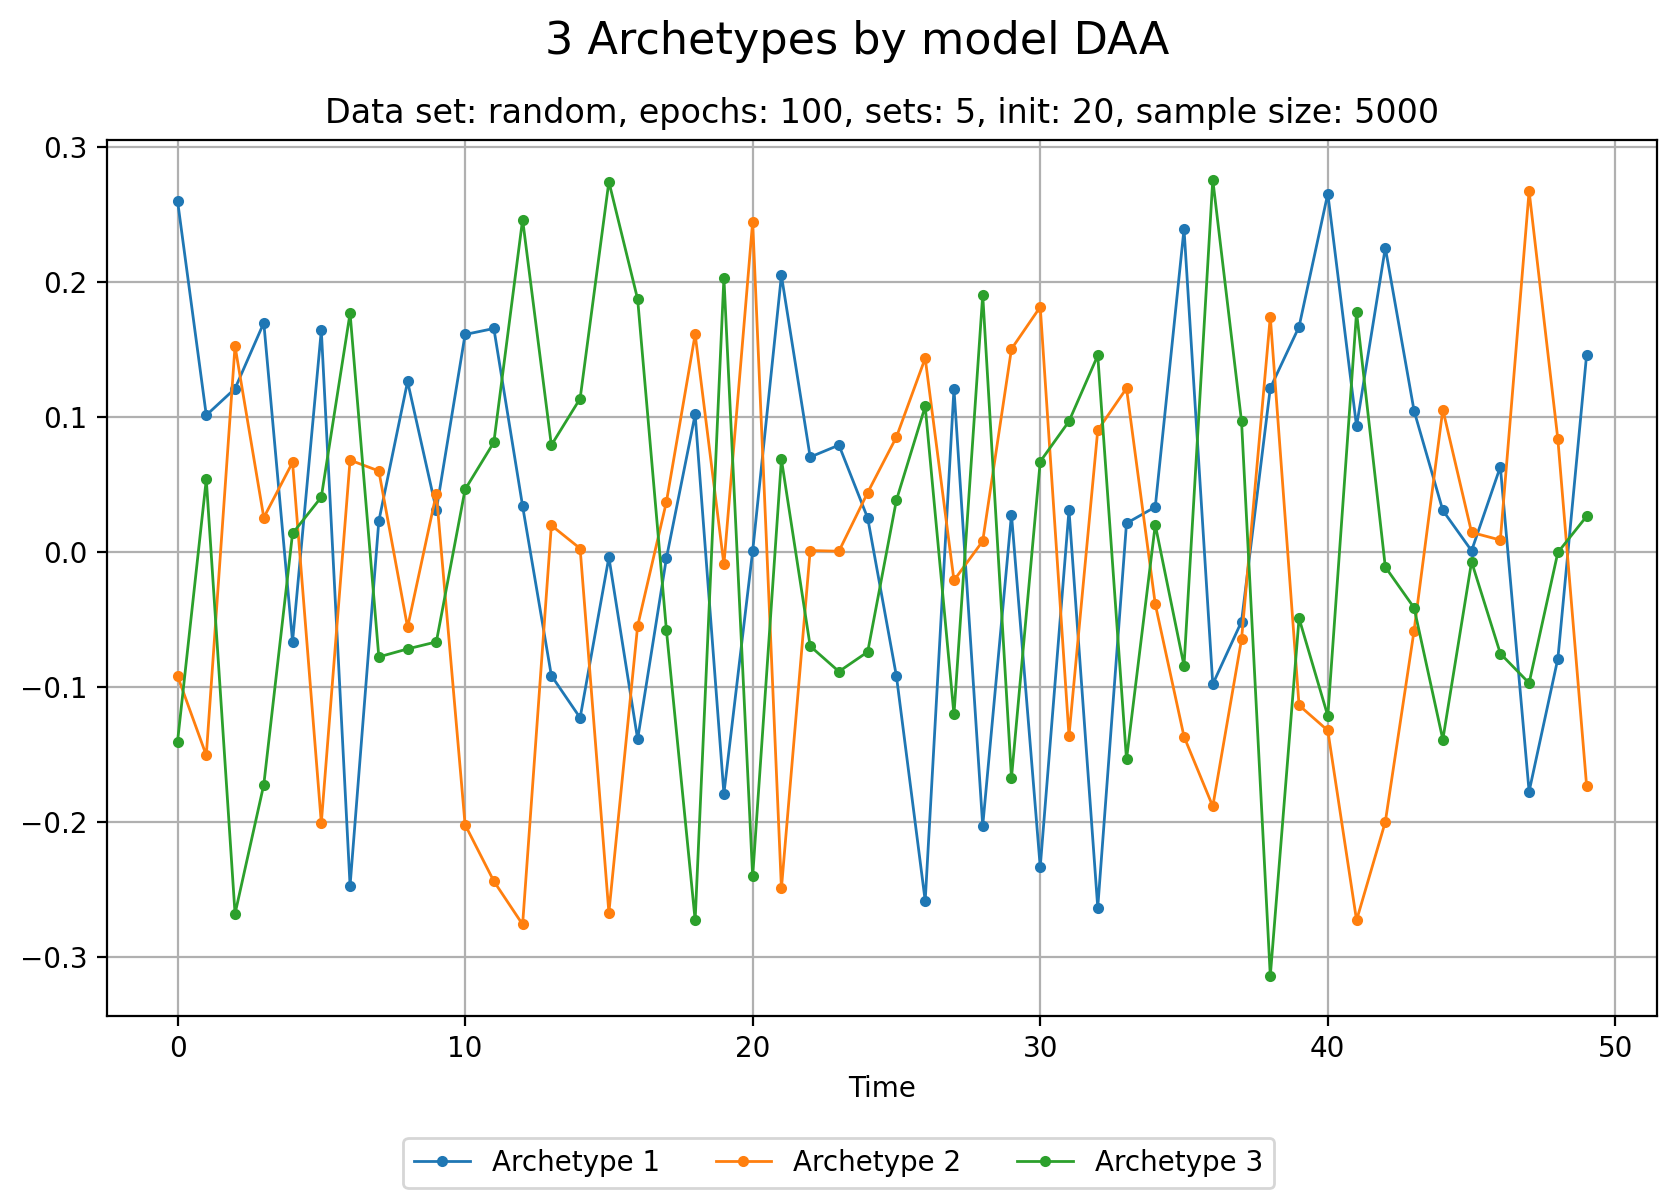 3 Archetypes by model DAA
Data set: random, epochs: 100, sets: 5, init: 20, sample size: 5000
0.3
0.2
0.1
0.0
−0.1
−0.2
−0.3
0 10 20 30 40 50
Time
Archetype 1 Archetype 2 Archetype 3